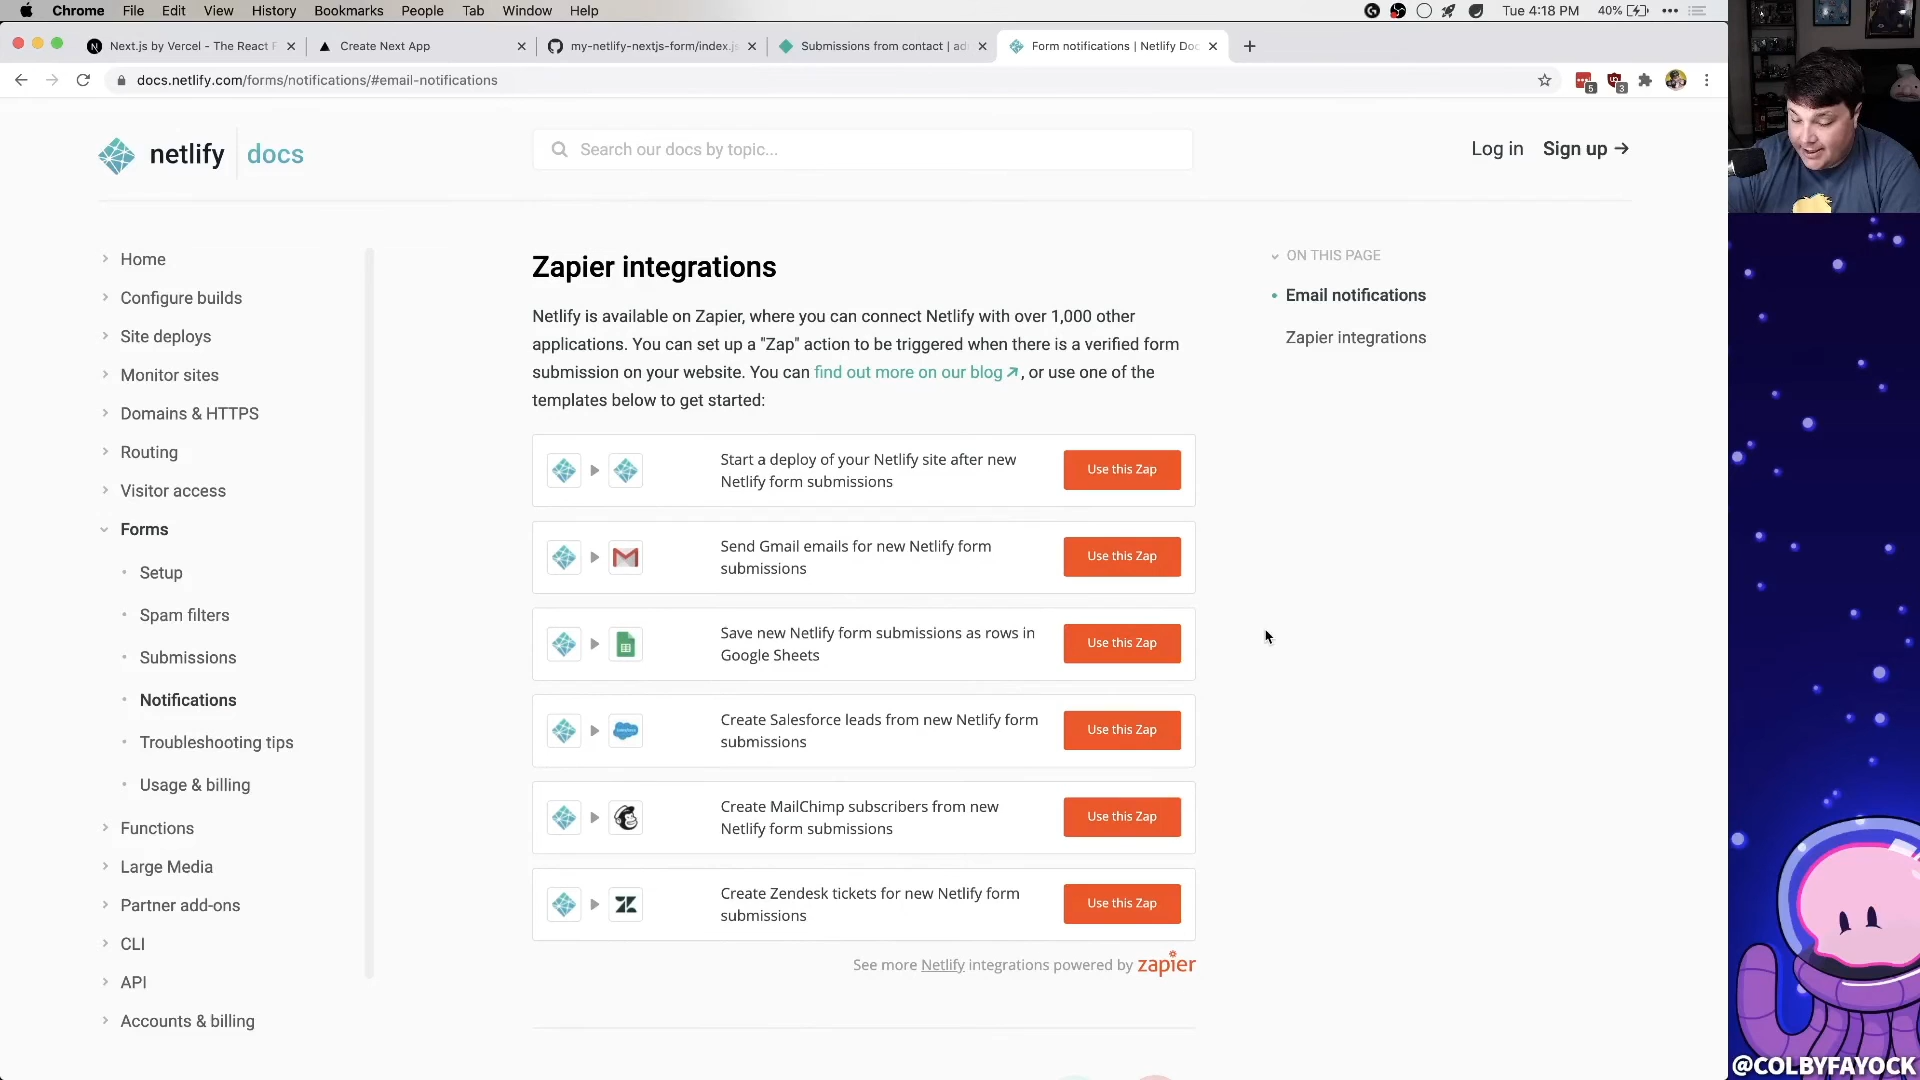 Chrome File Edit View History Bookmarks People Tab Window Help
Tue 4:18 PM 40%
Next.js by Vercel - The React F
Create Next App
my-netlify-nextjs-form/index.js
Submissions from contact | ad
Form notifications | Netlify Doc
docs.netlify.com/forms/notifications/#email-notifications
5
3
netlify docs
Search our docs by topic...
Log in
Sign up →
Home
Configure builds
Site deploys
Monitor sites
Domains & HTTPS
Routing
Visitor access
Forms
Setup
Spam filters
Submissions
Notifications
Troubleshooting tips
Usage & billing
Functions
Large Media
Partner add-ons
CLI
API
Accounts & billing
Zapier integrations
Netlify is available on Zapier, where you can connect Netlify with over 1,000 other
applications. You can set up a "Zap" action to be triggered when there is a verified form
submission on your website. You can find out more on our blog, or use one of the
templates below to get started:
Start a deploy of your Netlify site after new
Netlify form submissions
Use this Zap
Send Gmail emails for new Netlify form
submissions
Use this Zap
Save new Netlify form submissions as rows in
Google Sheets
Use this Zap
Create Salesforce leads from new Netlify form
submissions
Use this Zap
Create MailChimp subscribers from new
Netlify form submissions
Use this Zap
Create Zendesk tickets for new Netlify form
submissions
Use this Zap
See more Netlify integrations powered by zapier
ON THIS PAGE
Email notifications
Zapier integrations
@COLBYFAYOCK